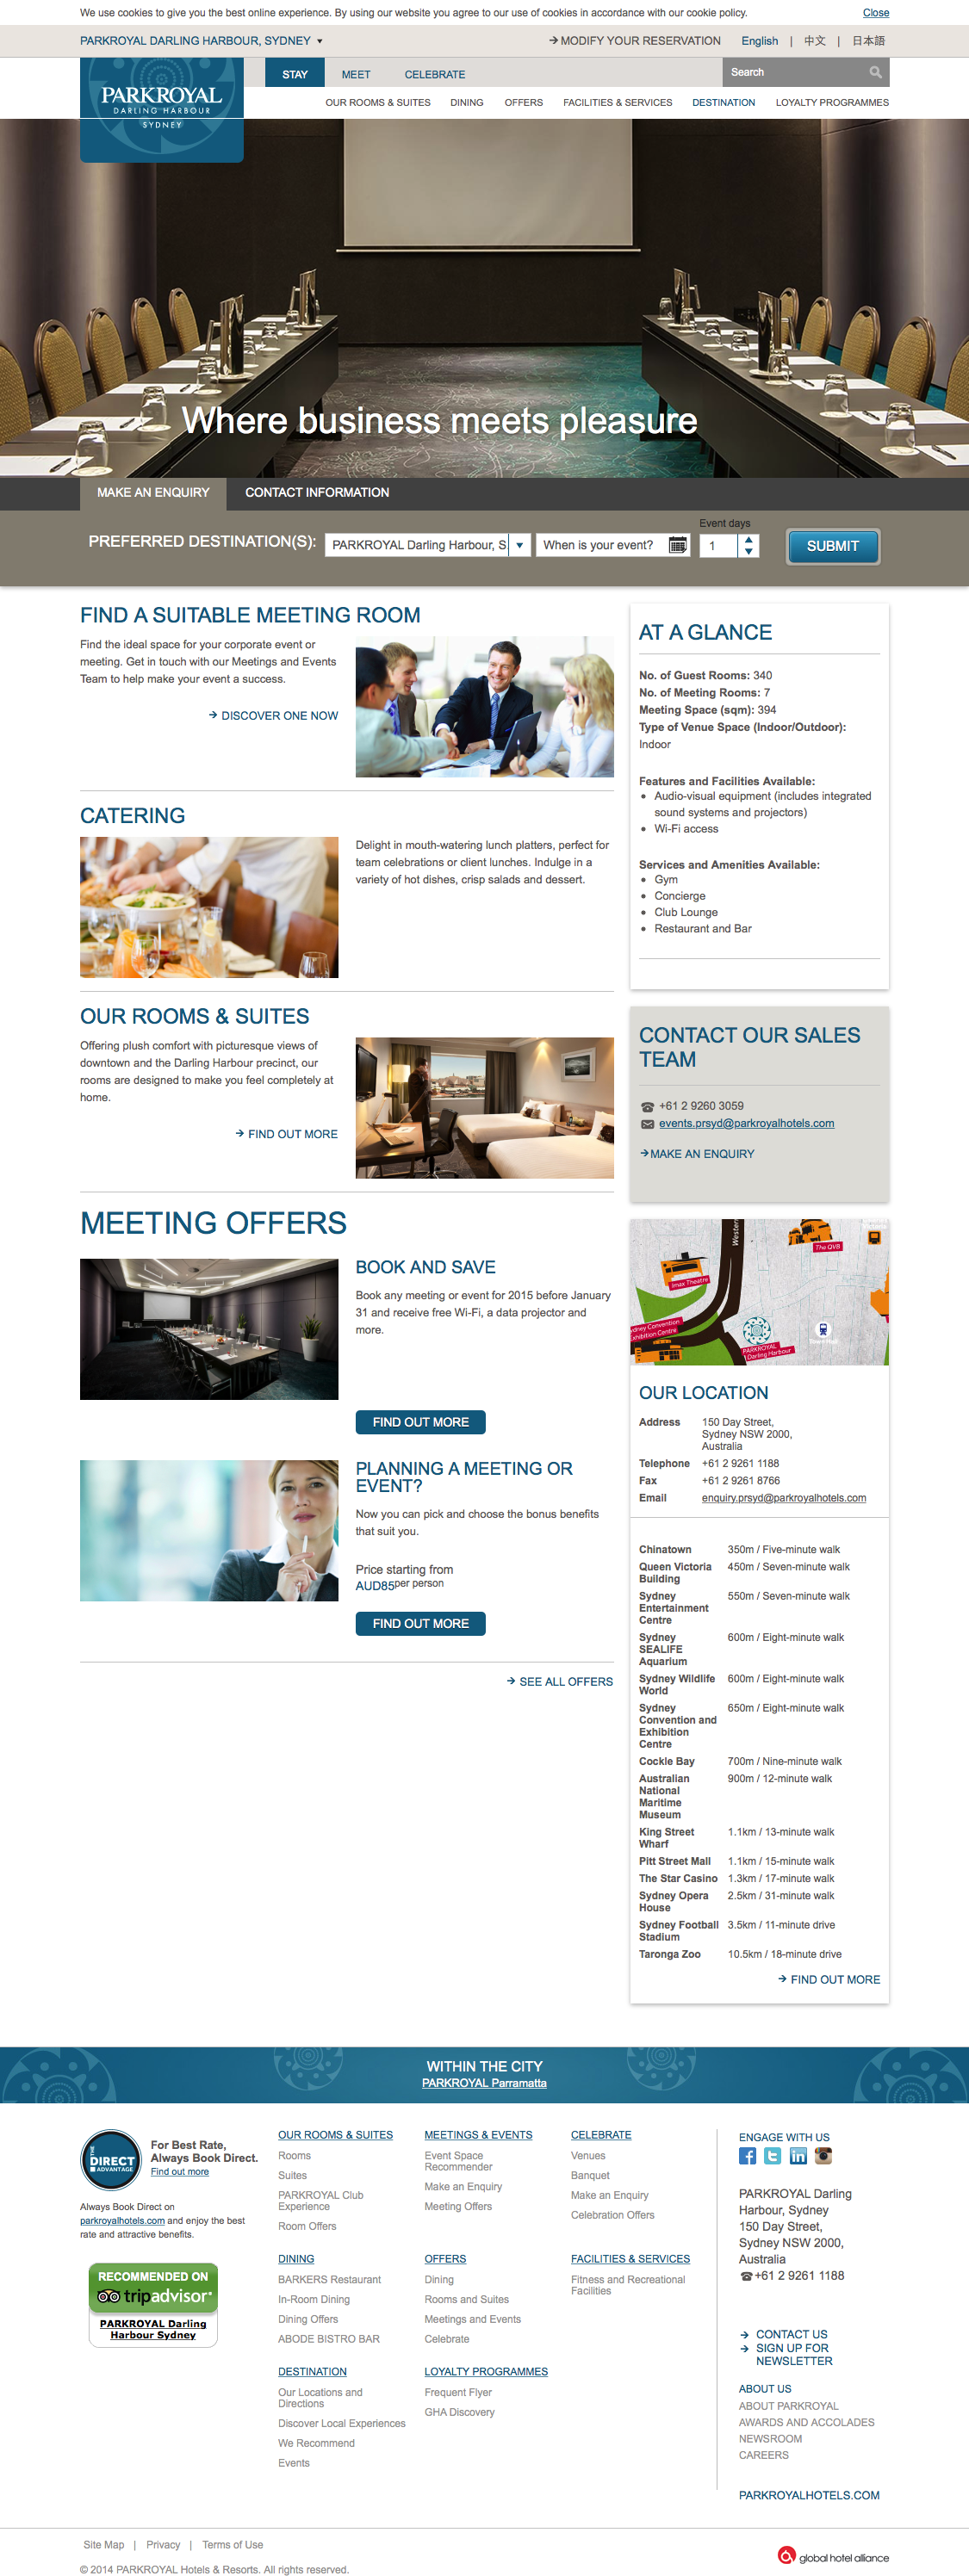 We use cookies to give you the best online experience. By using our website you agree to our use of cookies in accordance with our cookie policy.
Close
PARKROYAL DARLING HARBOUR, SYDNEY
MODIFY YOUR RESERVATION
English | 中文 | 日本語
PARKROYAL
DARLING HARBOUR
SYDNEY
STAY
MEET
CELEBRATE
Search
OUR ROOMS & SUITES
DINING
OFFERS
FACILITIES & SERVICES
DESTINATION
LOYALTY PROGRAMMES
Where business meets pleasure
MAKE AN ENQUIRY
CONTACT INFORMATION
PREFERRED DESTINATION(S):
PARKROYAL Darling Harbour, S
When is your event?
Event days
1
SUBMIT
FIND A SUITABLE MEETING ROOM
Find the ideal space for your corporate event or
meeting. Get in touch with our Meetings and Events
Team to help make your event a success.
DISCOVER ONE NOW
CATERING
Delight in mouth-watering lunch platters, perfect for
team celebrations or client lunches. Indulge in a
variety of hot dishes, crisp salads and dessert.
OUR ROOMS & SUITES
Offering plush comfort with picturesque views of
downtown and the Darling Harbour precinct, our
rooms are designed to make you feel completely at
home.
FIND OUT MORE
MEETING OFFERS
BOOK AND SAVE
Book any meeting or event for 2015 before January
31 and receive free Wi-Fi, a data projector and
more.
FIND OUT MORE
PLANNING A MEETING OR
EVENT?
Now you can pick and choose the bonus benefits
that suit you.
Price starting from
AUD85per person
FIND OUT MORE
SEE ALL OFFERS
AT A GLANCE
No. of Guest Rooms: 340
No. of Meeting Rooms: 7
Meeting Space (sqm): 394
Type of Venue Space (Indoor/Outdoor):
Indoor
Features and Facilities Available:
Audio-visual equipment (includes integrated
sound systems and projectors)
Wi-Fi access
Services and Amenities Available:
Gym
Concierge
Club Lounge
Restaurant and Bar
CONTACT OUR SALES
TEAM
+61 2 9260 3059
events.prsyd@parkroyalhotels.com
MAKE AN ENQUIRY
Western
The QVB
Imax Theatre
dney Convention
xhibition Centre
PARKROYAL
Darling Harbour
OUR LOCATION
Address 150 Day Street,
Sydney NSW 2000,
Australia
Telephone +61 2 9261 1188
Fax +61 2 9261 8766
Email enquiry.prsyd@parkroyalhotels.com
Chinatown 350m / Five-minute walk
Queen Victoria 450m / Seven-minute walk
Building
Sydney 550m / Seven-minute walk
Entertainment
Centre
Sydney 600m / Eight-minute walk
SEALIFE
Aquarium
Sydney Wildlife 600m / Eight-minute walk
World
Sydney 650m / Eight-minute walk
Convention and
Exhibition
Centre
Cockle Bay 700m / Nine-minute walk
Australian 900m / 12-minute walk
National
Maritime
Museum
King Street 1.1km / 13-minute walk
Wharf
Pitt Street Mall 1.1km / 15-minute walk
The Star Casino 1.3km / 17-minute walk
Sydney Opera 2.5km / 31-minute walk
House
Sydney Football 3.5km / 11-minute drive
Stadium
Taronga Zoo 10.5km / 18-minute drive
FIND OUT MORE
WITHIN THE CITY
PARKROYAL Parramatta
THE
DIRECT
ADVANTAGE
For Best Rate,
Always Book Direct.
Find out more
Always Book Direct on
parkroyalhotels.com and enjoy the best
rate and attractive benefits.
RECOMMENDED ON
tripadvisor
PARKROYAL Darling
Harbour Sydney
OUR ROOMS & SUITES
Rooms
Suites
PARKROYAL Club
Experience
Room Offers
MEETINGS & EVENTS
Event Space
Recommender
Make an Enquiry
Meeting Offers
CELEBRATE
Venues
Banquet
Make an Enquiry
Celebration Offers
DINING
BARKERS Restaurant
In-Room Dining
Dining Offers
ABODE BISTRO BAR
OFFERS
Dining
Rooms and Suites
Meetings and Events
Celebrate
FACILITIES & SERVICES
Fitness and Recreational
Facilities
DESTINATION
Our Locations and
Directions
Discover Local Experiences
We Recommend
Events
LOYALTY PROGRAMMES
Frequent Flyer
GHA Discovery
ENGAGE WITH US
PARKROYAL Darling
Harbour, Sydney
150 Day Street,
Sydney NSW 2000,
Australia
+61 2 9261 1188
CONTACT US
SIGN UP FOR
NEWSLETTER
ABOUT US
ABOUT PARKROYAL
AWARDS AND ACCOLADES
NEWSROOM
CAREERS
PARKROYALHOTELS.COM
Site Map | Privacy | Terms of Use
© 2014 PARKROYAL Hotels & Resorts. All rights reserved.
global hotel alliance